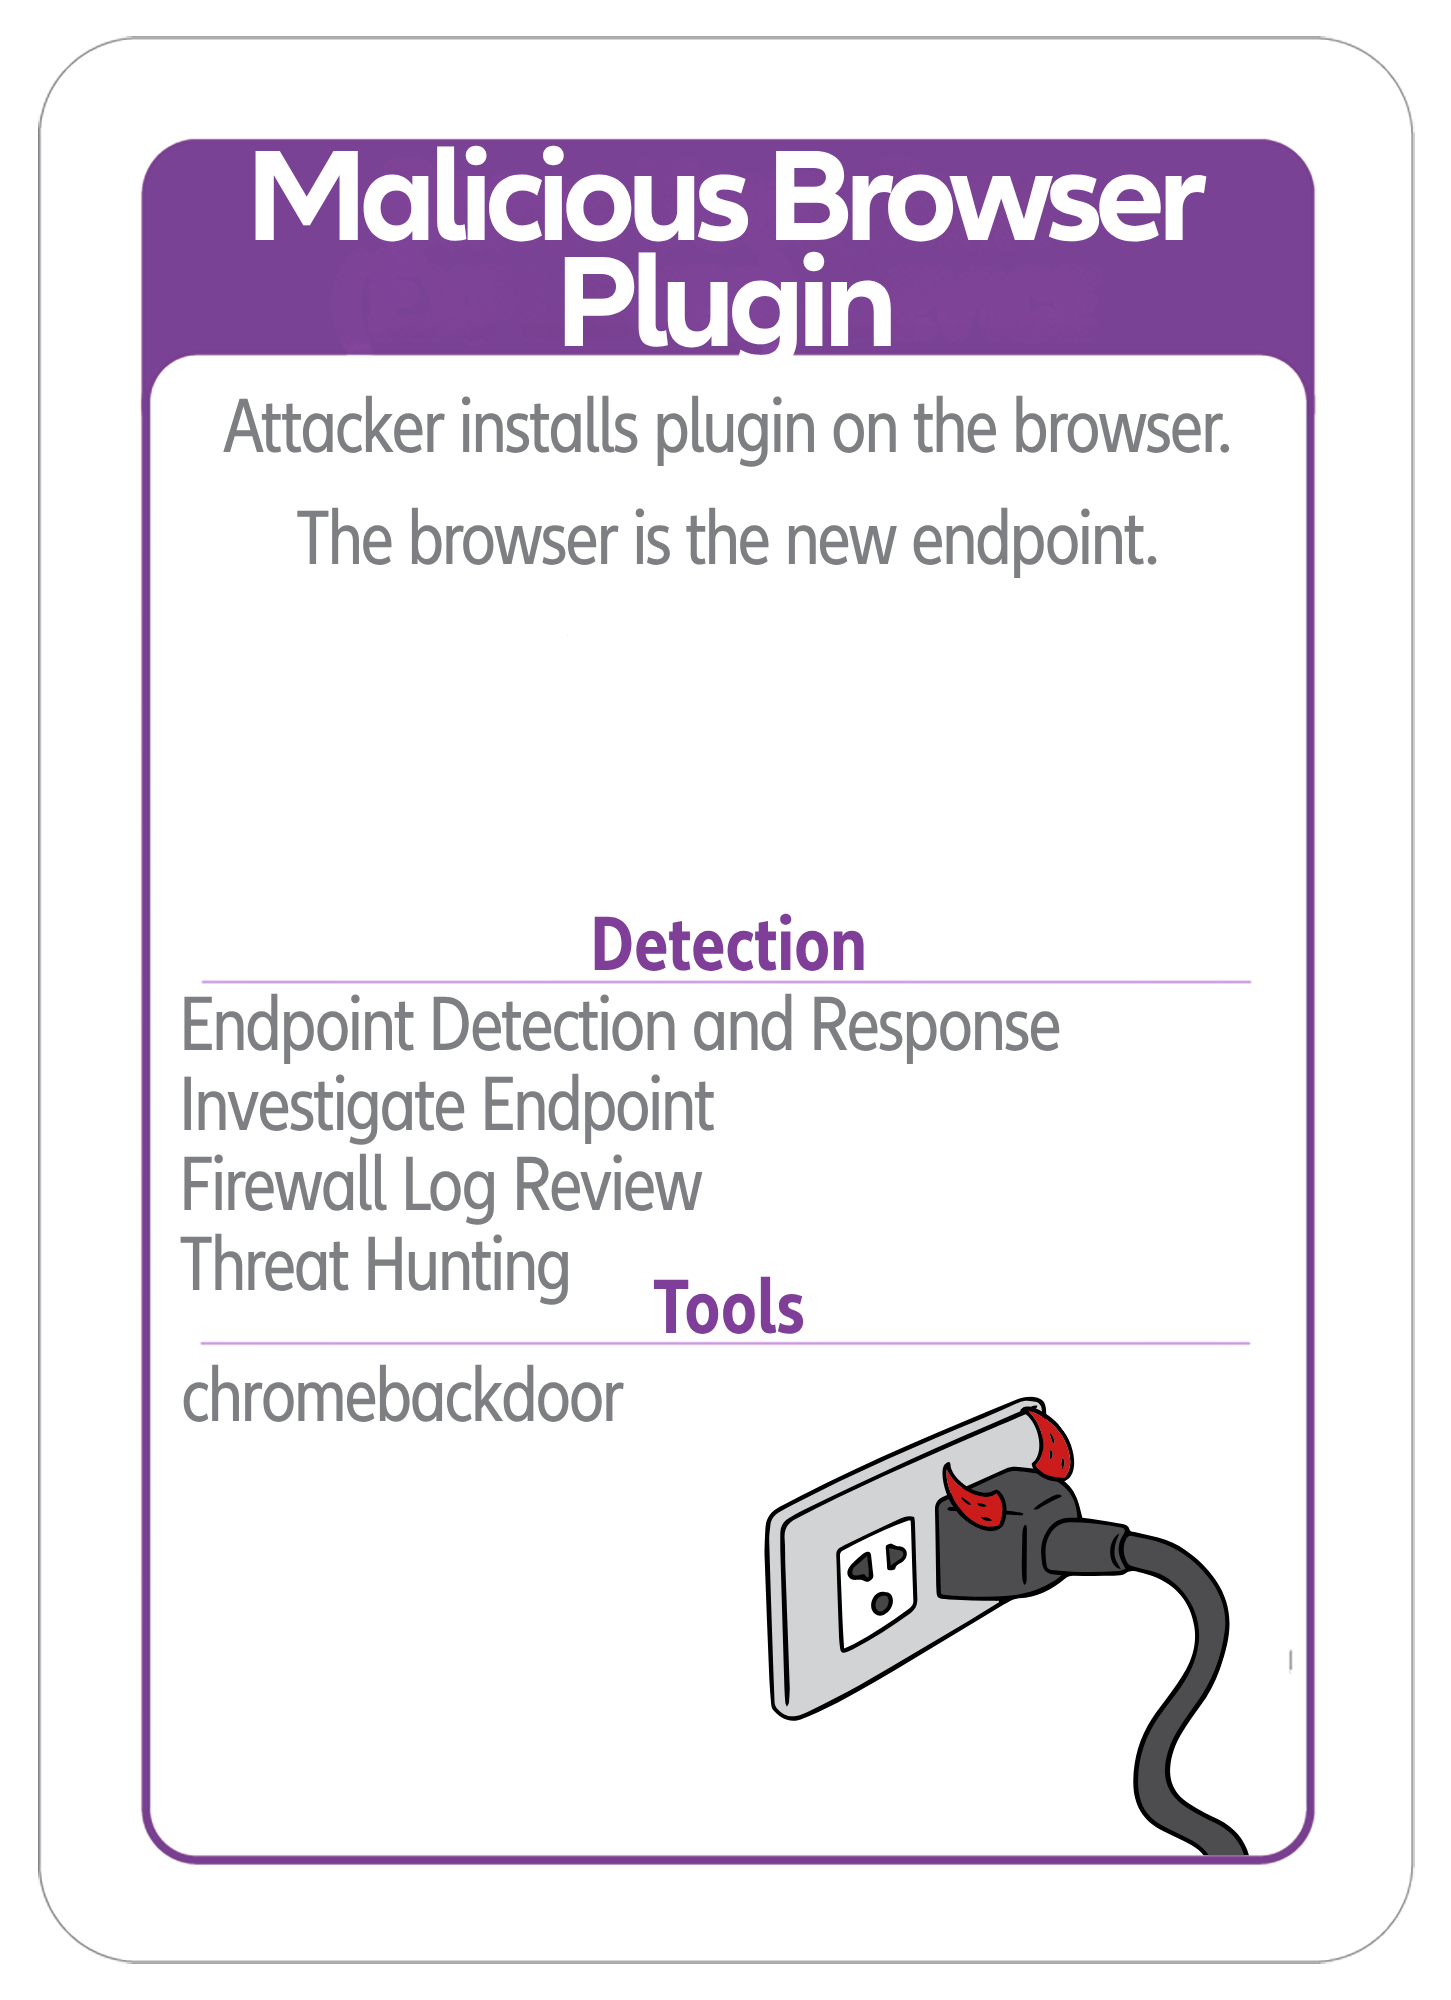 Malicious Browser
Plugin
Attacker installs plugin on the browser.
The browser is the new endpoint.
Detection
Endpoint Detection and Response
Investigate Endpoint
Firewall Log Review
Threat Hunting
Tools
chromebackdoor